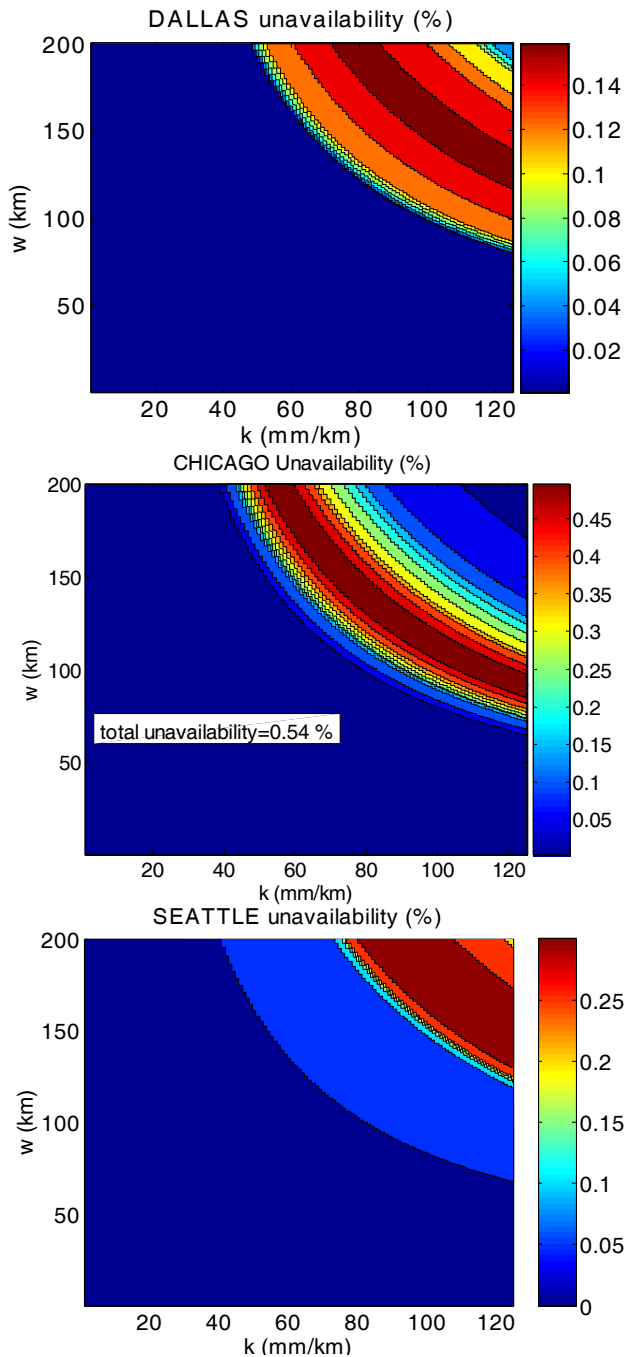 DALLAS unavailability (%)
200
150
100
50
w (km)
20 40 60 80 100 120
k (mm/km)
0.14
0.12
0.1
0.08
0.06
0.04
0.02
CHICAGO Unavailability (%)
200
150
100
50
w (km)
total unavailability=0.54 %
20 40 60 80 100 120
k (mm/km)
0.45
0.4
0.35
0.3
0.25
0.2
0.15
0.1
0.05
SEATTLE unavailability (%)
200
150
100
50
w (km)
20 40 60 80 100 120
k (mm/km)
0.25
0.2
0.15
0.1
0.05
0